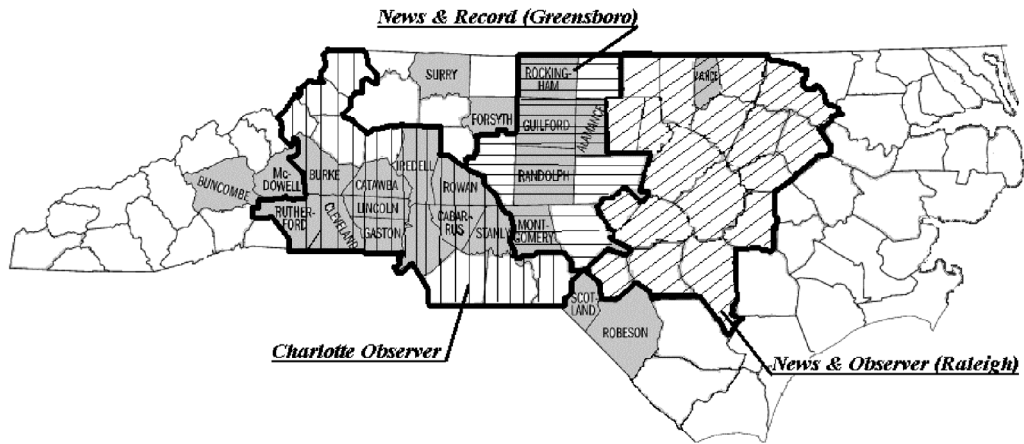 News & Record (Greensboro)
SURRY
ROCKING-
HAM
VANCE
FORSYTH
GUILFORD
ALAMANCE
IREDELL
Mc-
DOWELL
BURKE
BUNCOMBE
CATAWBA
ROWAN
RANDOLPH
LINCOLN
RUTHER-
FORD
CLEVELAND
GASTON
CABAR-
RUS
STANLY
MONT-
GOMERY
SCOT-
LAND
ROBESON
Charlotte Observer
News & Observer (Raleigh)